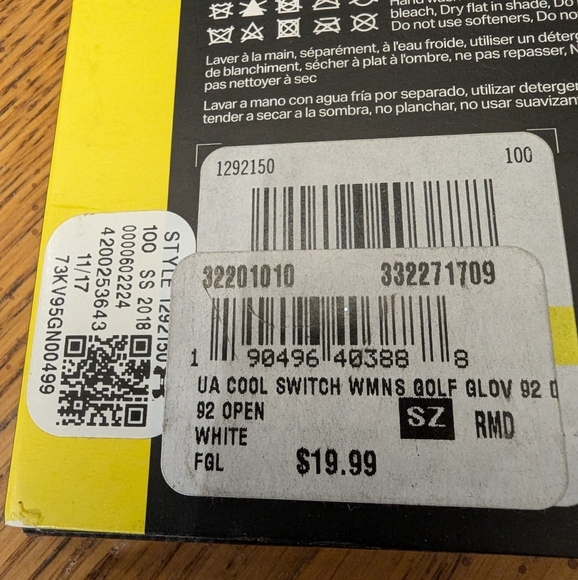 bleach, Dry flat in shade, Do
Do not use softeners, Do no
Laver à la main, séparément, à l'eau froide, utiliser un déterg
de blanchiment, sécher à plat à l'ombre, ne pas repasser, N
pas nettoyer à sec
Lavar a mano con agua fría por separado, utilizar deterge
tender a secar a la sombra, no planchar, no usar suavizan
1292150 100
STYLE 1292150
100 SS 2018
0000602224
4200253643
11/17
73KV95GN00499
32201010 332271709
1 90496 40388 8
UA COOL SWITCH WMNS GOLF GLOV 92 O
92 OPEN
WHITE SZ RMD
FGL $19.99